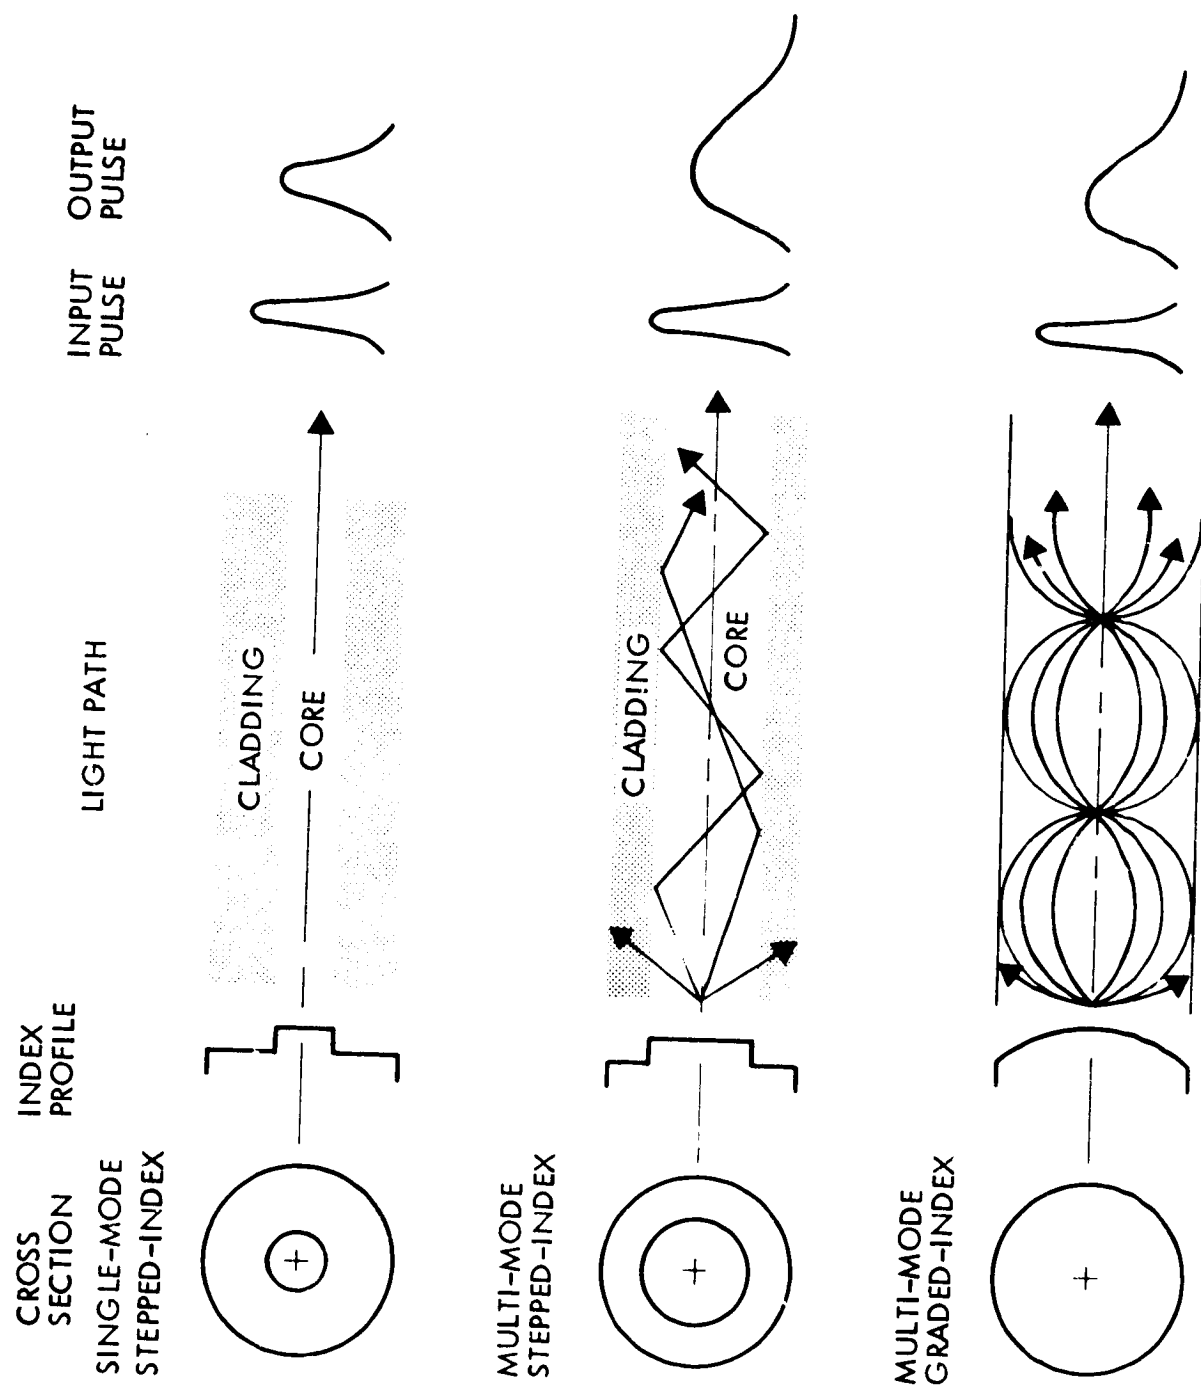 CROSS
SECTION
INDEX
PROFILE
LIGHT PATH
INPUT
PULSE
OUTPUT
PULSE
SINGLE-MODE
STEPPED-INDEX
CLADDING
CORE
MULTI-MODE
STEPPED-INDEX
CLADDING
CORE
MULTI-MODE
GRADED-INDEX